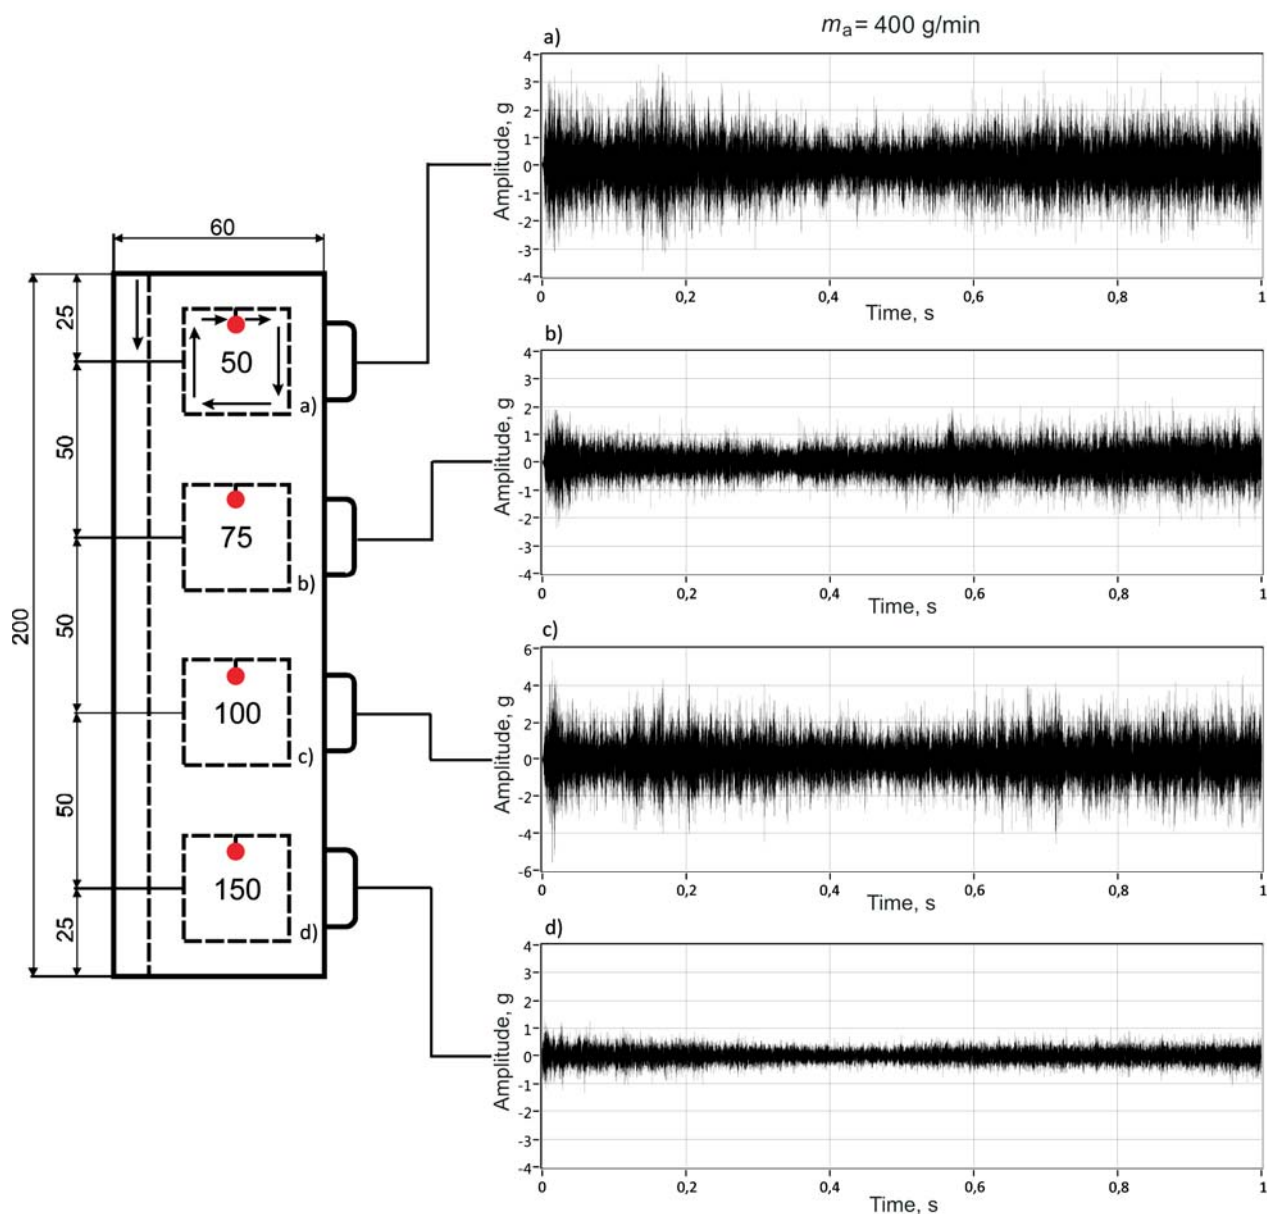 mₐ= 400 g/min
60
200
25
50
50
50
25
50
a)
75
b)
100
c)
150
d)
a)
Amplitude, g
4
3
2
1
0
-1
-2
-3
-4
0 0,2 0,4 0,6 0,8 1
Time, s
b)
Amplitude, g
4
3
2
1
0
-1
-2
-3
-4
0 0,2 0,4 0,6 0,8 1
Time, s
c)
Amplitude, g
6
4
2
0
-2
-4
-6
0 0,2 0,4 0,6 0,8 1
Time, s
d)
Amplitude, g
4
3
2
1
0
-1
-2
-3
-4
0 0,2 0,4 0,6 0,8 1
Time, s